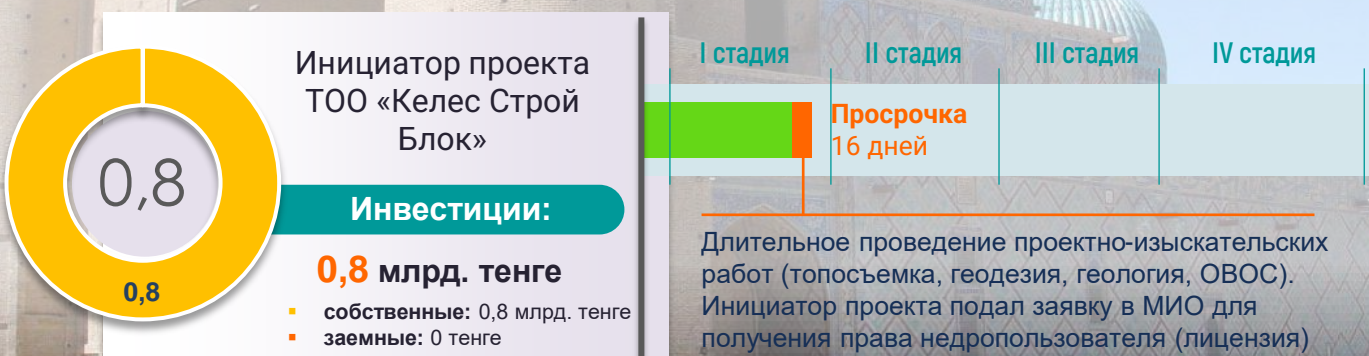 0,8
0,8
Инициатор проекта
ТОО «Келес Строй
Блок»
Инвестиции:
0,8 млрд. тенге
▪ собственные: 0,8 млрд. тенге
▪ заемные: 0 тенге
I стадия
II стадия
III стадия
IV стадия
Просрочка
16 дней
Длительное проведение проектно-изыскательских
работ (топосъемка, геодезия, геология, ОВОС).
Инициатор проекта подал заявку в МИО для
получения права недропользователя (лицензия)